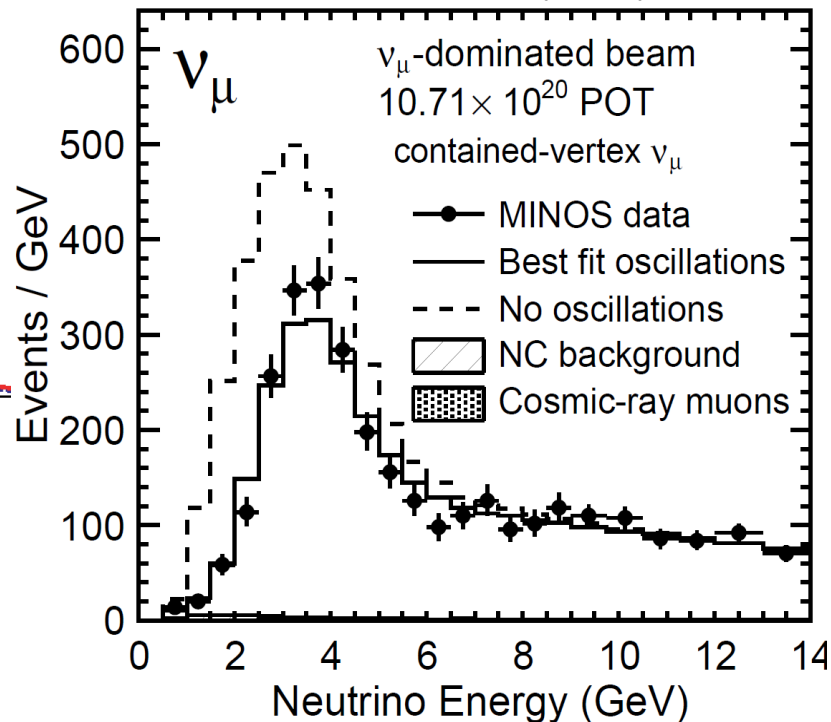 600
500
400
300
200
100
0
Events / GeV
ν_μ
ν_μ-dominated beam
10.71× 10^20 POT
contained-vertex ν_μ
MINOS data
Best fit oscillations
No oscillations
NC background
Cosmic-ray muons
0 2 4 6 8 10 12 14
Neutrino Energy (GeV)